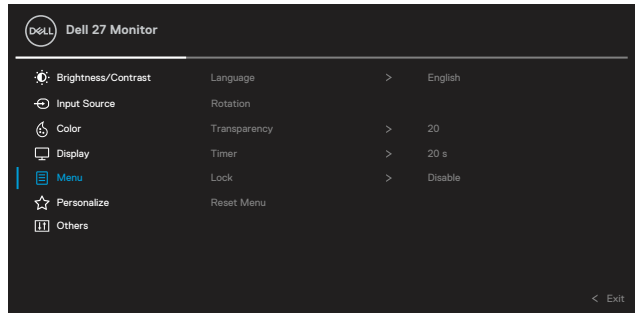 DELL Dell 27 Monitor
Brightness/Contrast Language > English
Input Source Rotation
Color Transparency > 20
Display Timer > 20 s
Menu Lock > Disable
Personalize Reset Menu
Others
< Exit